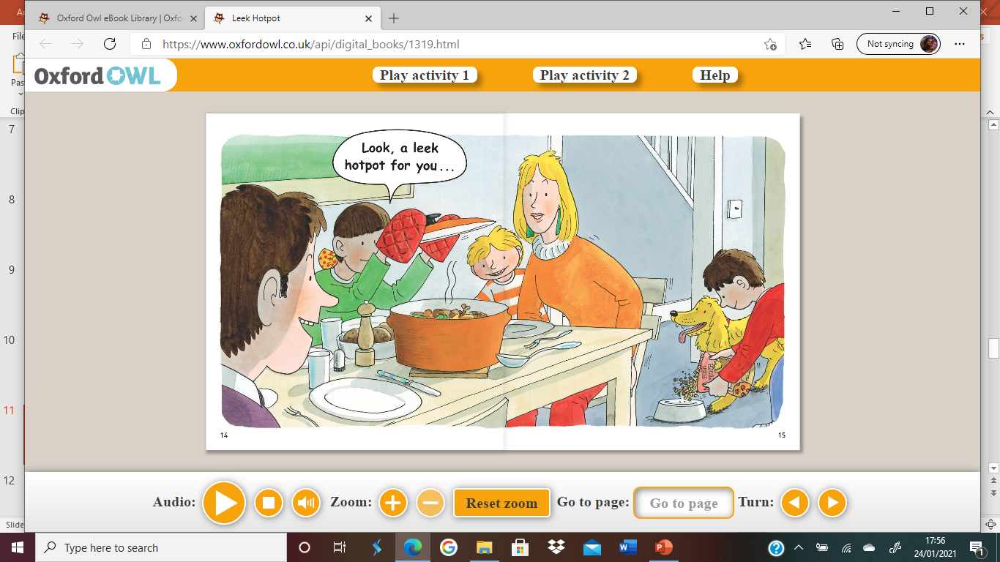 Oxford Owl eBook Library | Oxfo
Leek Hotpot
File
https://www.oxfordowl.co.uk/api/digital_books/1319.html
Not syncing
Oxford OWL
Play activity 1
Play activity 2
Help
Clip
7
8
9
10
11
12
Look, a leek
hotpot for you...
14
15
Audio:
Zoom:
Reset zoom
Go to page:
Go to page
Turn:
Slide
Type here to search
17:56
24/01/2021
1